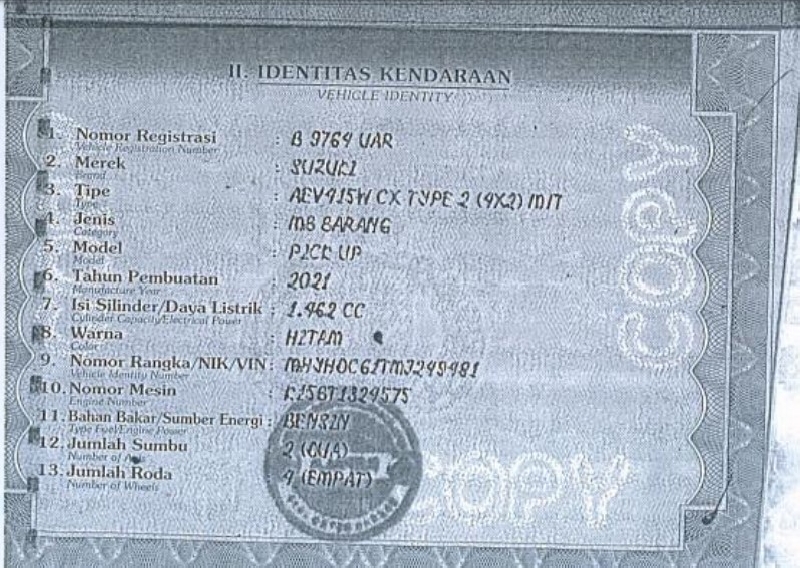 II. IDENTITAS KENDARAAN
VEHICLE IDENTITY
1. Nomor Registrasi : B 9764 UAR
Vehicle Registration Number
2. Merek : SUZUKI
Brand
3. Tipe : AEV415W CX TYPE 2 (4X2) M/T
Type
4. Jenis : MB BARANG
Category
5. Model : PICK UP
Model
6. Tahun Pembuatan : 2021
Manufacture Year
7. Isi Silinder/Daya Listrik : 1.462 CC
Cylinder Capacity/Electrical Power
8. Warna : HITAM
Color
9. Nomor Rangka/NIK/VIN :
Vehicle Identity Number
10. Nomor Mesin : K15BT1329575
Engine Number
11. Bahan Bakar/Sumber Energi : BENSIN
Type Fuel/Engine Power
12. Jumlah Sumbu : 2 (DUA)
Number of Axis
13. Jumlah Roda : 4 (EMPAT)
Number of Wheels
COPY
COPY